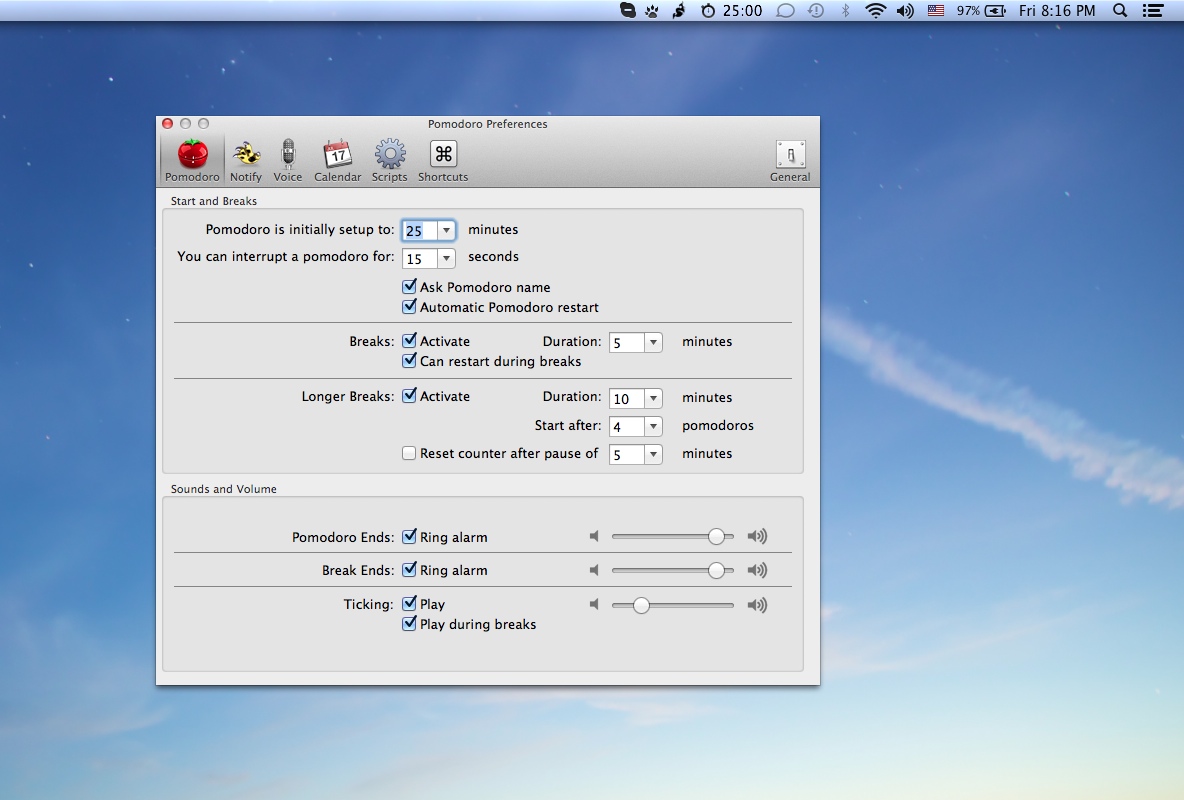 25:00 97% Fri 8:16 PM
Pomodoro Preferences
17
Pomodoro Notify Voice Calendar Scripts Shortcuts General
Start and Breaks
Pomodoro is initially setup to: 25 minutes
You can interrupt a pomodoro for: 15 seconds
Ask Pomodoro name
Automatic Pomodoro restart
Breaks: Activate Duration: 5 minutes
Can restart during breaks
Longer Breaks: Activate Duration: 10 minutes
Start after: 4 pomodoros
Reset counter after pause of 5 minutes
Sounds and Volume
Pomodoro Ends: Ring alarm
Break Ends: Ring alarm
Ticking: Play
Play during breaks